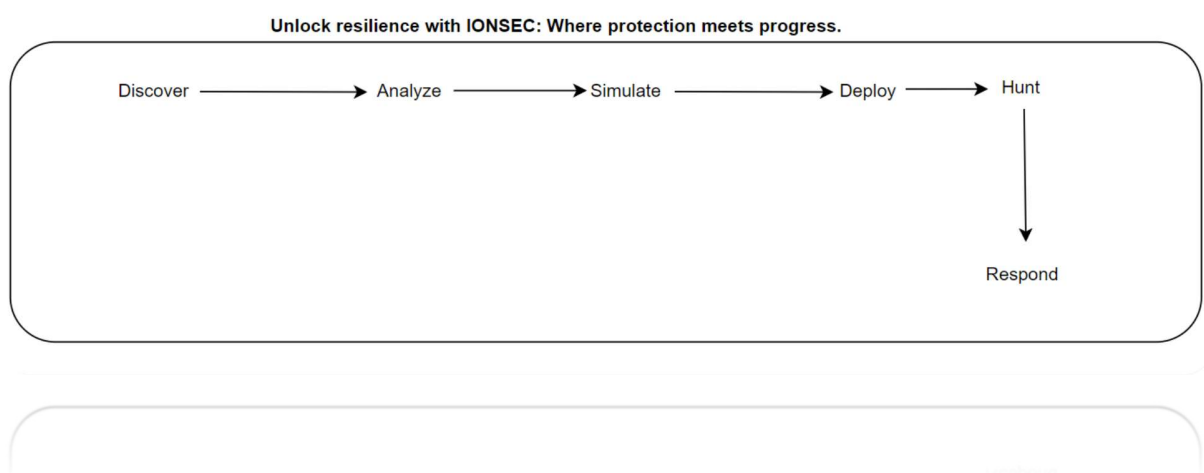 Unlock resilience with IONSEC: Where protection meets progress.
Discover Analyze Simulate Deploy Hunt
Respond